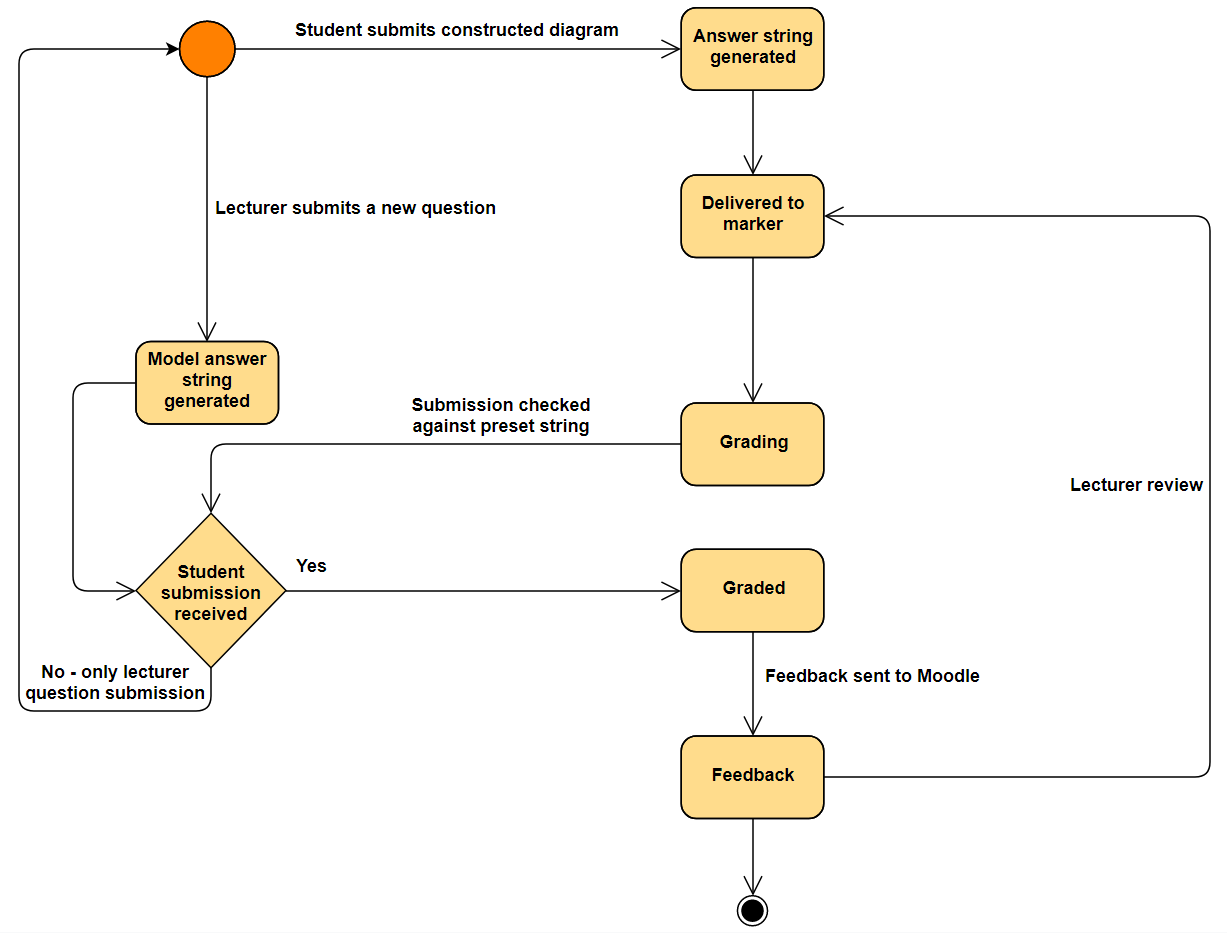 Student submits constructed diagram
Answer string
generated
Delivered to
marker
Lecturer submits a new question
Model answer
string
generated
Submission checked
against preset string
Grading
Lecturer review
Student
submission
received
Yes
Graded
No - only lecturer
question submission
Feedback sent to Moodle
Feedback